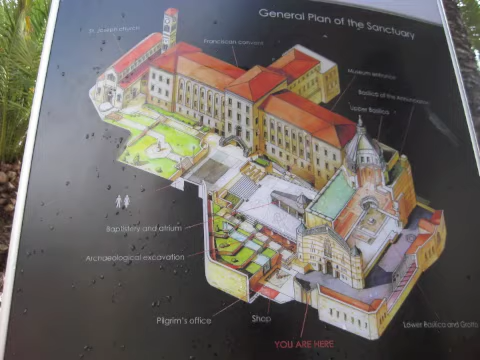 General Plan of the Sanctuary
St. Joseph church
Franciscan convent
Museum entrance
Basilica of the Annunciation
Lower Basilica
Baptistery and atrium
Archaeological excavation
Pilgrim's office
Shop
Lower Basilica and Grotto
YOU ARE HERE